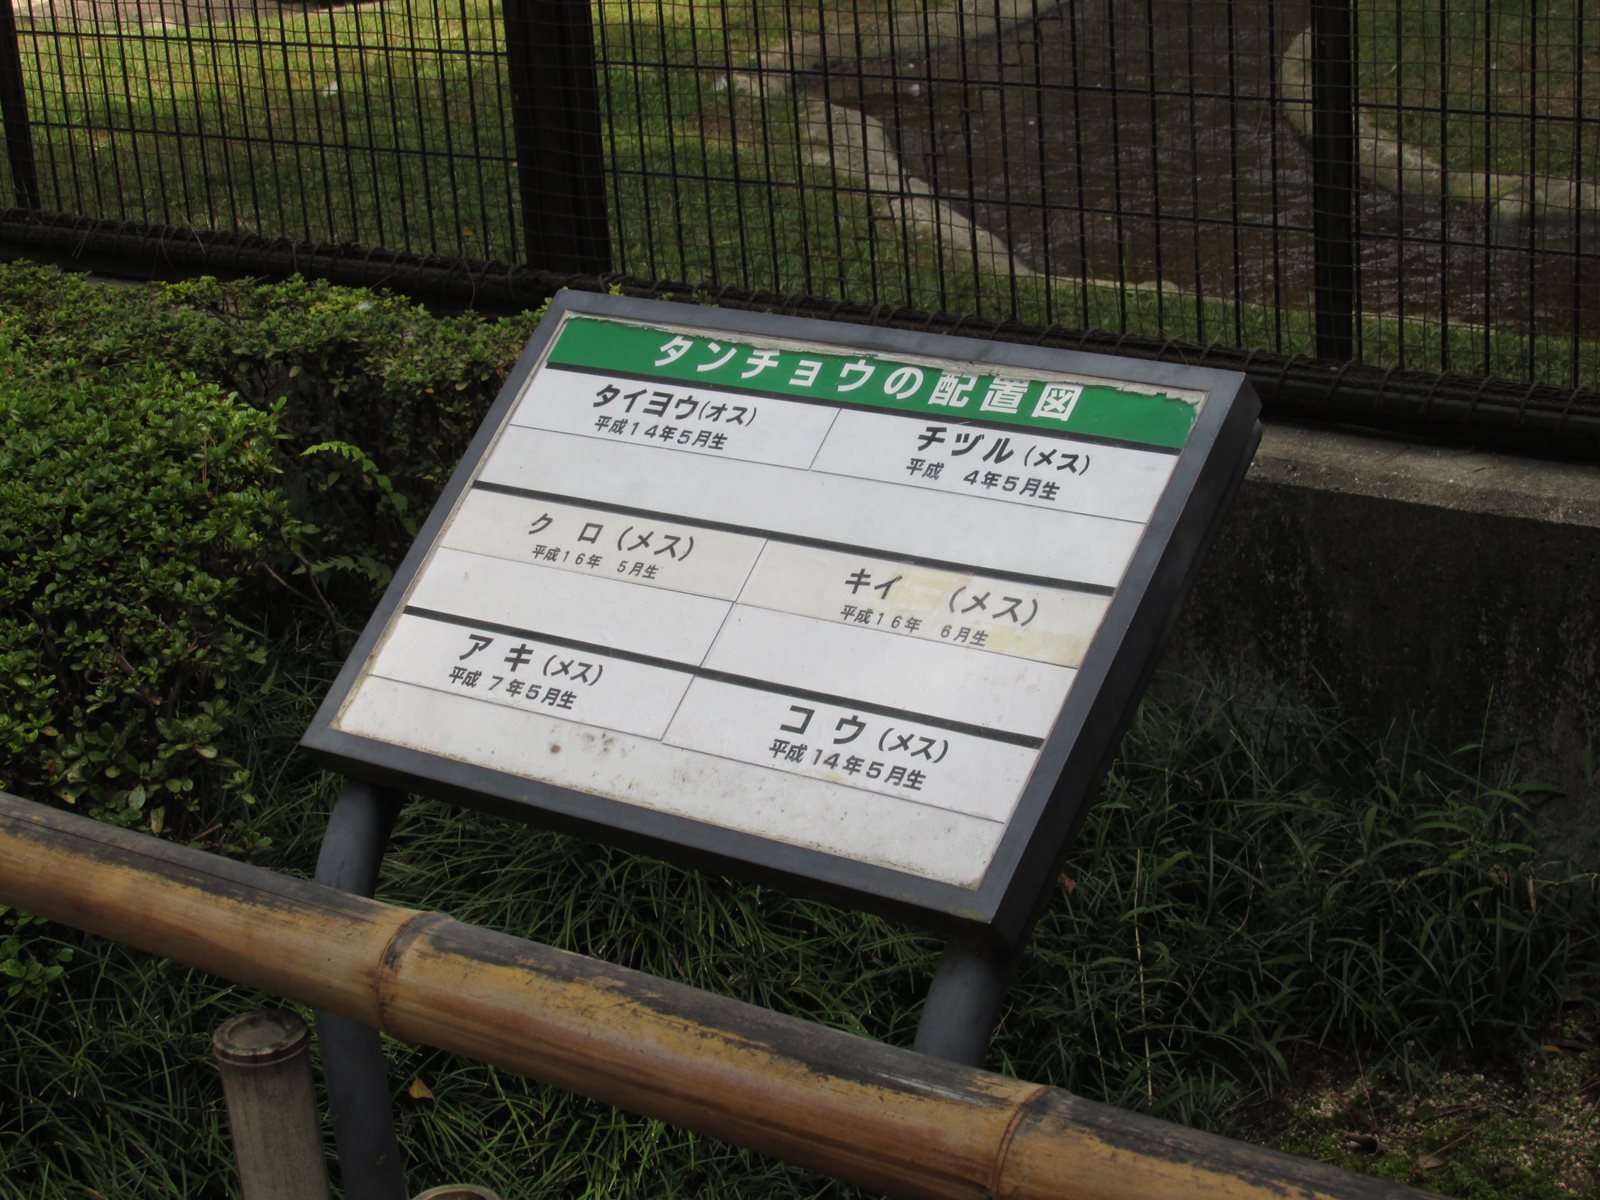 タンチョウの配置図
タイヨウ(オス)
平成14年5月生
チヅル(メス)
平成 4年5月生
クロ(メス)
平成16年 5月生
キイ (メス)
平成16年 6月生
アキ(メス)
平成 7年5月生
コウ(メス)
平成14年5月生